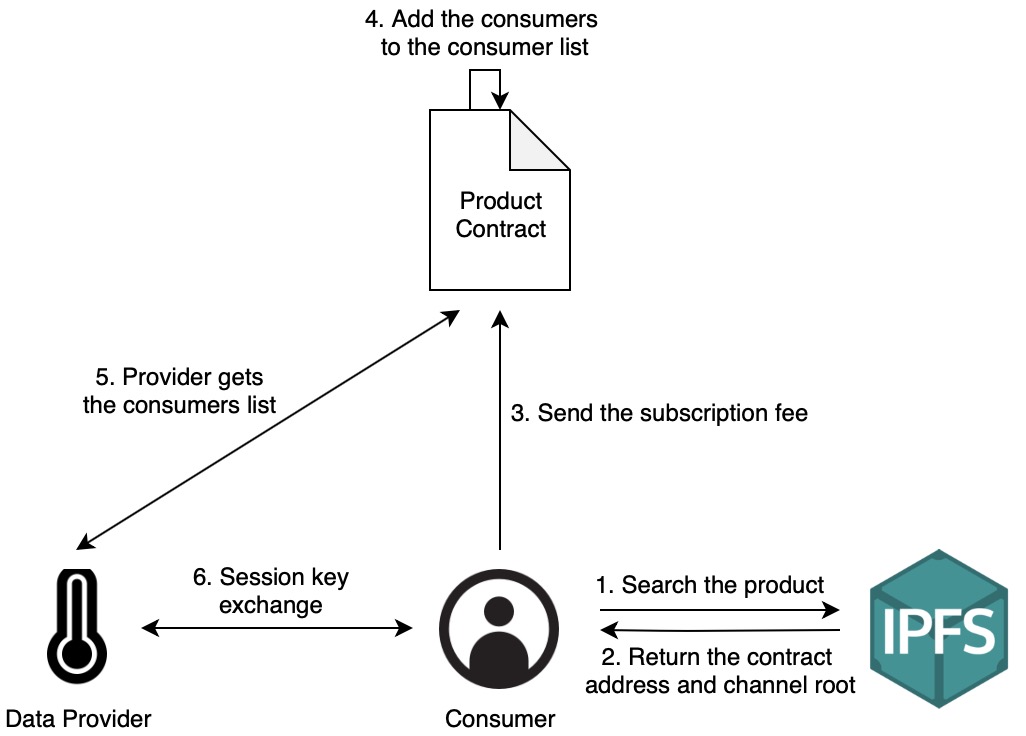 4. Add the consumers
to the consumer list
Product
Contract
5. Provider gets
the consumers list
3. Send the subscription fee
6. Session key
exchange
1. Search the product
IPFS
2. Return the contract
address and channel root
Data Provider
Consumer